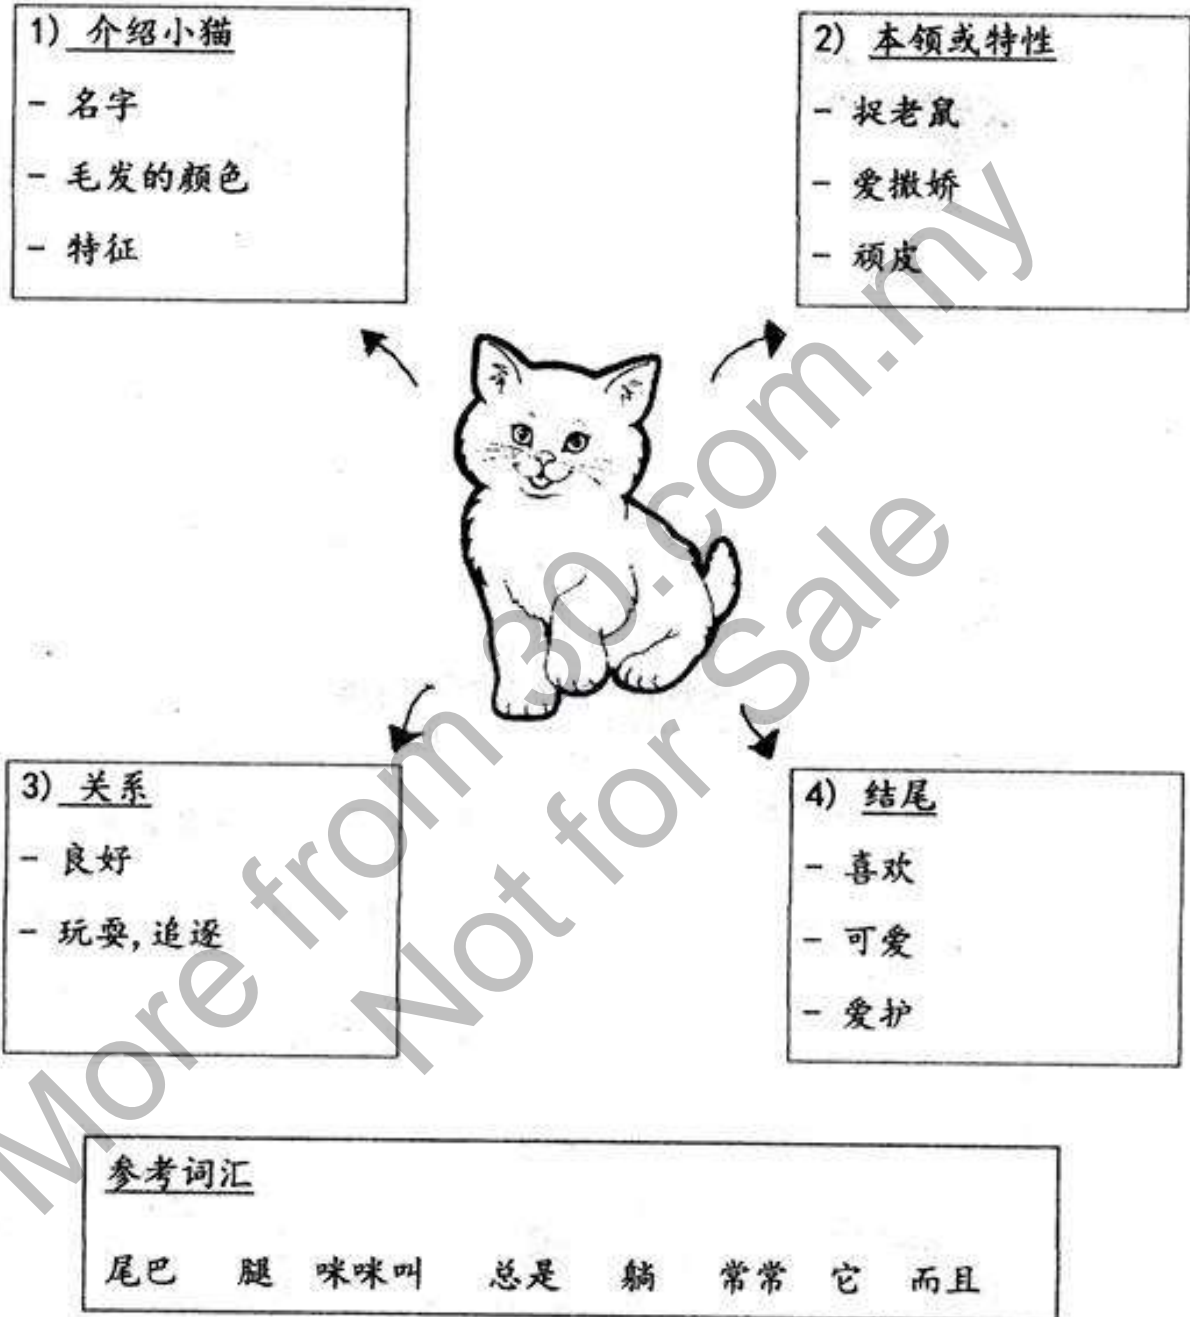 1) 介绍小猫
- 名字
- 毛发的颜色
- 特征
2) 本领或特性
- 捉老鼠
- 爱撒娇
- 顽皮
3) 关系
- 良好
- 玩耍,追逐
4) 结尾
- 喜欢
- 可爱
- 爱护
参考词汇
尾巴 腿 咪咪叫 总是 躺 常常 它 而且
More from 30.com.my
Not for Sale